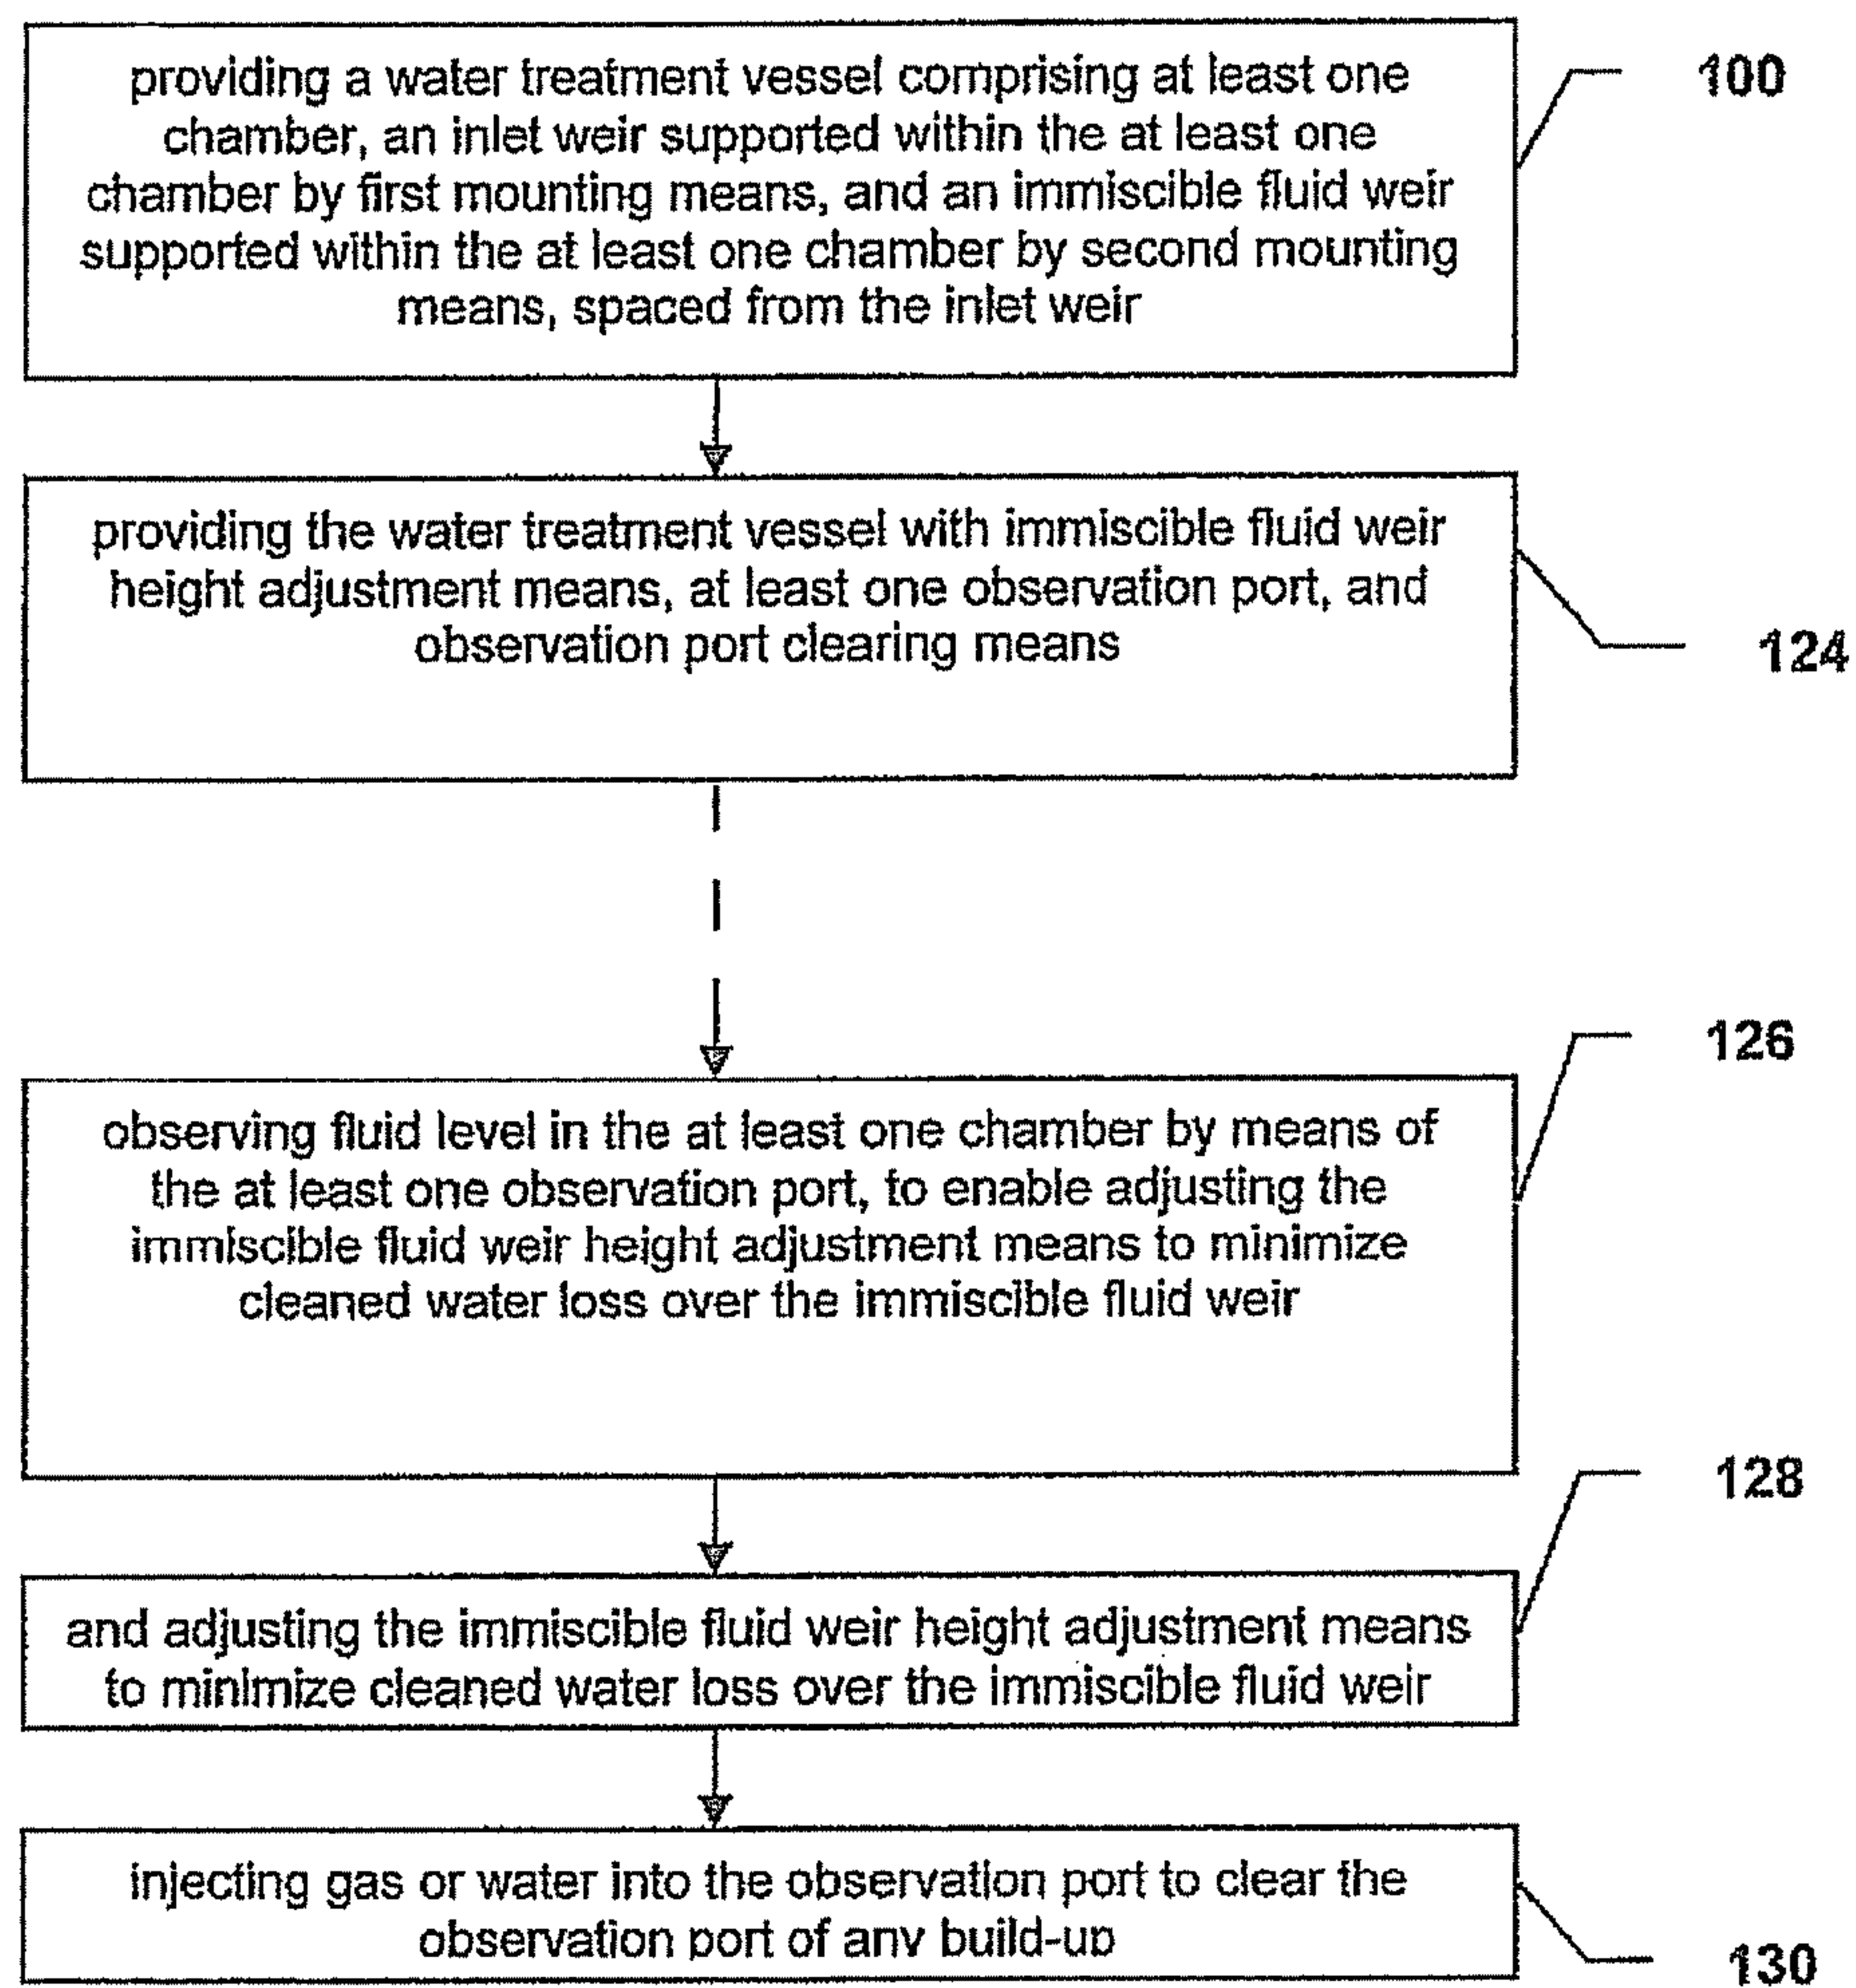 providing a water treatment vessel comprising at least one
100
chamber, an inlet weir supported within the at least one
chamber by first mounting means, and an immiscible fluid weir
supported within the at least one chamber by second mounting
means, spaced from the inlet weir
providing the water treatment vessel with immiscible fluid weir
height adjustment means, at least one observation port, and
observation port clearing means
124
126
observing fluid level in the at least one chamber by means of
the at least one observation port, to enable adjusting the
immiscible fluid weir height adjustment means to minimize
cleaned water loss over the immiscible fluid weir
128
and adjusting the immiscible fluid weir height adjustment means
to minimize cleaned water loss over the immiscible fluid weir
injecting gas or water into the observation port to clear the
observation port of any build-up
130